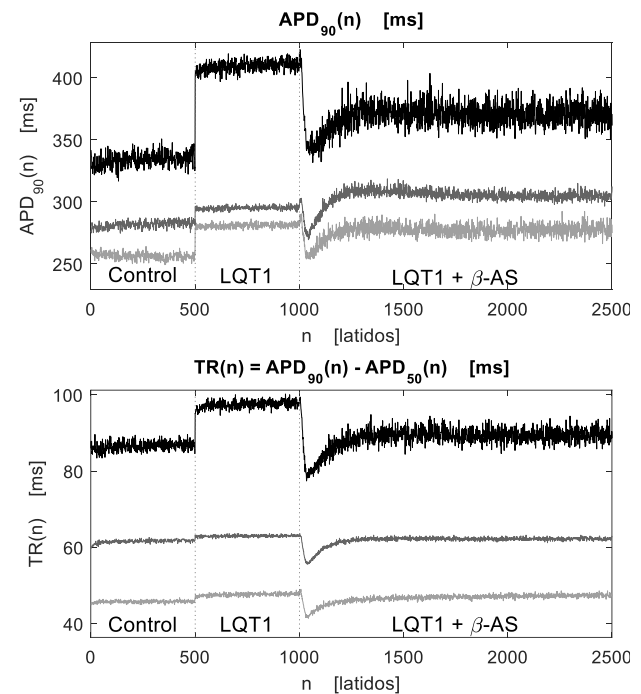 APD90(n) [ms]
400
350
300
250
APD90(n) [ms]
Control LQT1 LQT1 + β-AS
0 500 1000 1500 2000 2500
n [latidos]
TR(n) = APD90(n) - APD50(n) [ms]
100
80
60
40
TR(n) [ms]
Control LQT1 LQT1 + β-AS
0 500 1000 1500 2000 2500
n [latidos]